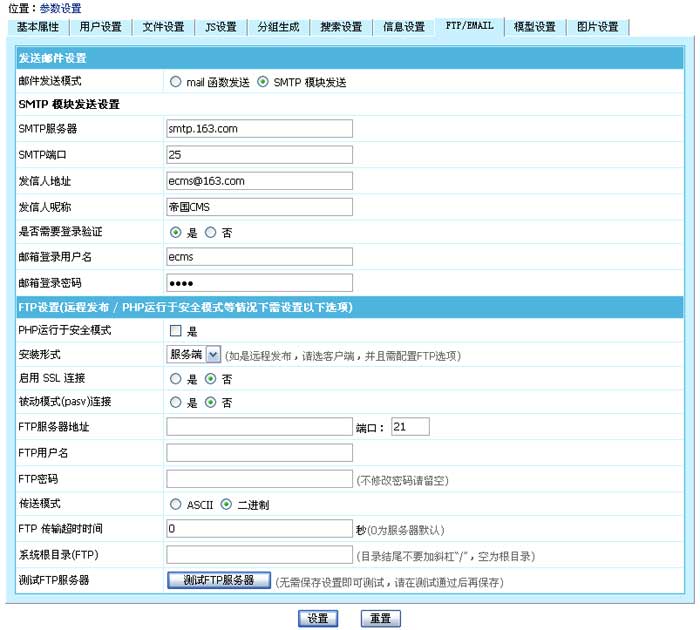 位置：参数设置
基本属性 用户设置 文件设置 JS设置 分组生成 搜索设置 信息设置 FTP/EMAIL 模型设置 图片设置
发送邮件设置
邮件发送模式 mail 函数发送 SMTP 模块发送
SMTP 模块发送设置
SMTP服务器 smtp.163.com
SMTP端口 25
发信人地址 ecms@163.com
发信人昵称 帝国CMS
是否需要登录验证 是 否
邮箱登录用户名 ecms
邮箱登录密码 ●●●●
FTP设置(远程发布 / PHP运行于安全模式等情况下需设置以下选项)
PHP运行于安全模式 是
安装形式 服务端 (如是远程发布，请选客户端，并且需配置FTP选项)
启用 SSL 连接 是 否
被动模式(pasv)连接 是 否
FTP服务器地址 端口： 21
FTP用户名
FTP密码 (不修改密码请留空)
传送模式 ASCII 二进制
FTP 传输超时时间 0 秒(0为服务器默认)
系统根目录(FTP) (目录结尾不要加斜杠"/"，空为根目录)
测试FTP服务器 测试FTP服务器 (无需保存设置即可测试，请在测试通过后再保存)
设置 重置